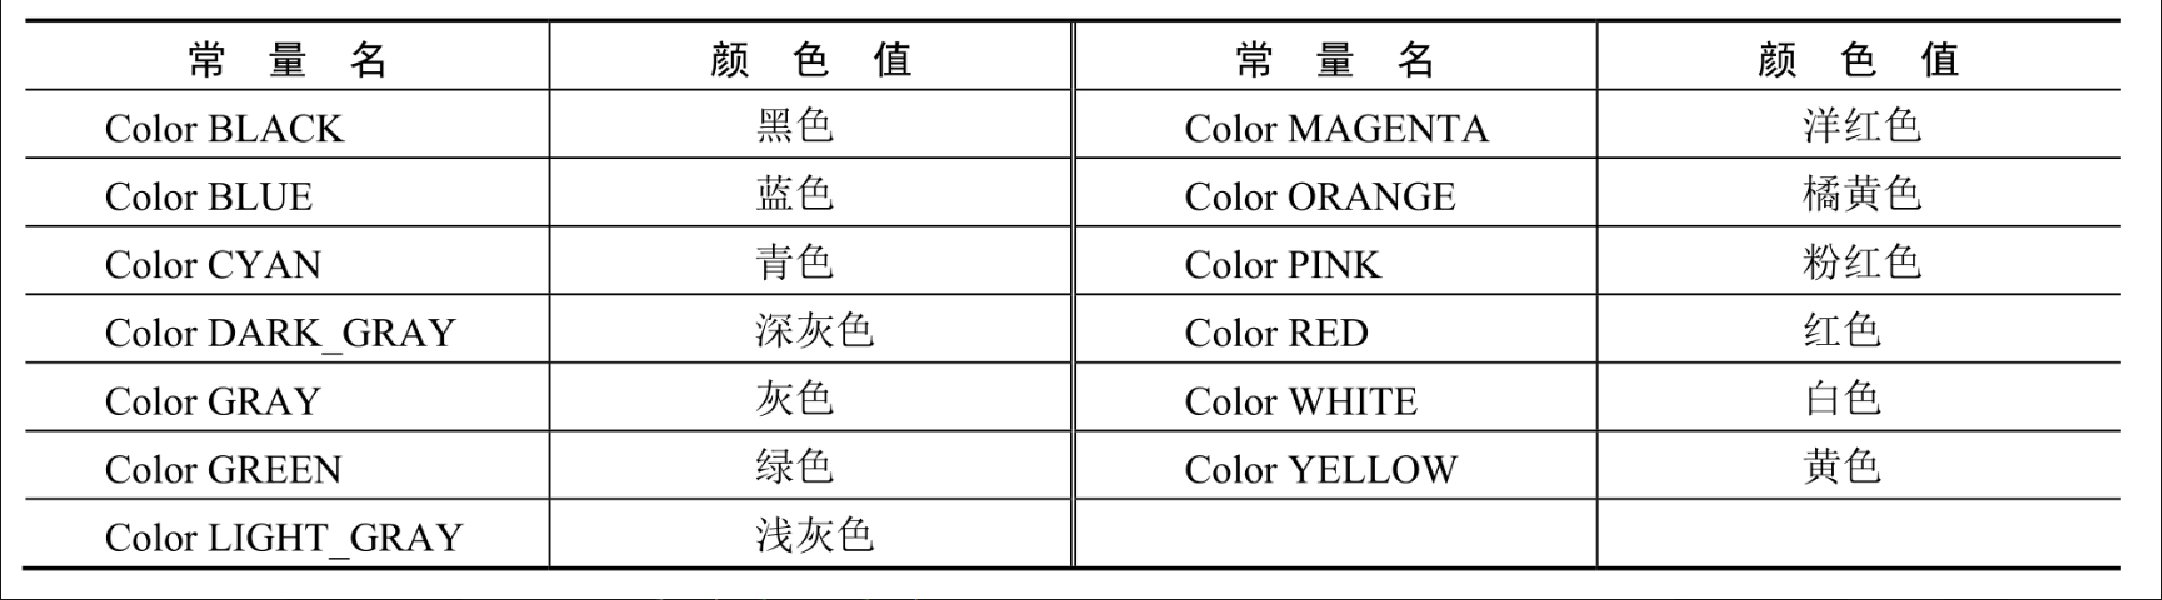 常 量 名 颜 色 值 常 量 名 颜 色 值
Color BLACK 黑色 Color MAGENTA 洋红色
Color BLUE 蓝色 Color ORANGE 橘黄色
Color CYAN 青色 Color PINK 粉红色
Color DARK_GRAY 深灰色 Color RED 红色
Color GRAY 灰色 Color WHITE 白色
Color GREEN 绿色 Color YELLOW 黄色
Color LIGHT_GRAY 浅灰色